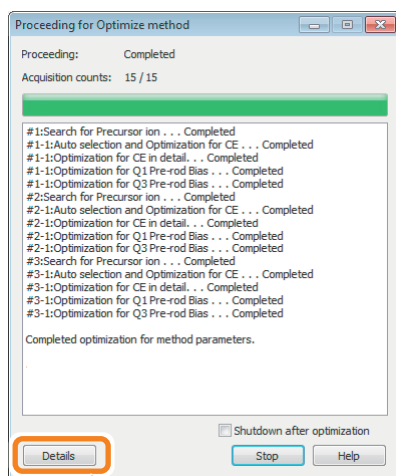 Proceeding for Optimize method
Proceeding: Completed
Acquisition counts: 15 / 15
#1:Search for Precursor ion . . . Completed
#1-1:Auto selection and Optimization for CE . . . Completed
#1-1:Optimization for CE in detail. . . Completed
#1-1:Optimization for Q1 Pre-rod Bias . . . Completed
#1-1:Optimization for Q3 Pre-rod Bias . . . Completed
#2:Search for Precursor ion . . . Completed
#2-1:Auto selection and Optimization for CE . . . Completed
#2-1:Optimization for CE in detail. . . Completed
#2-1:Optimization for Q1 Pre-rod Bias . . . Completed
#2-1:Optimization for Q3 Pre-rod Bias . . . Completed
#3:Search for Precursor ion . . . Completed
#3-1:Auto selection and Optimization for CE . . . Completed
#3-1:Optimization for CE in detail. . . Completed
#3-1:Optimization for Q1 Pre-rod Bias . . . Completed
#3-1:Optimization for Q3 Pre-rod Bias . . . Completed
Completed optimization for method parameters.
Shutdown after optimization
Details Stop Help